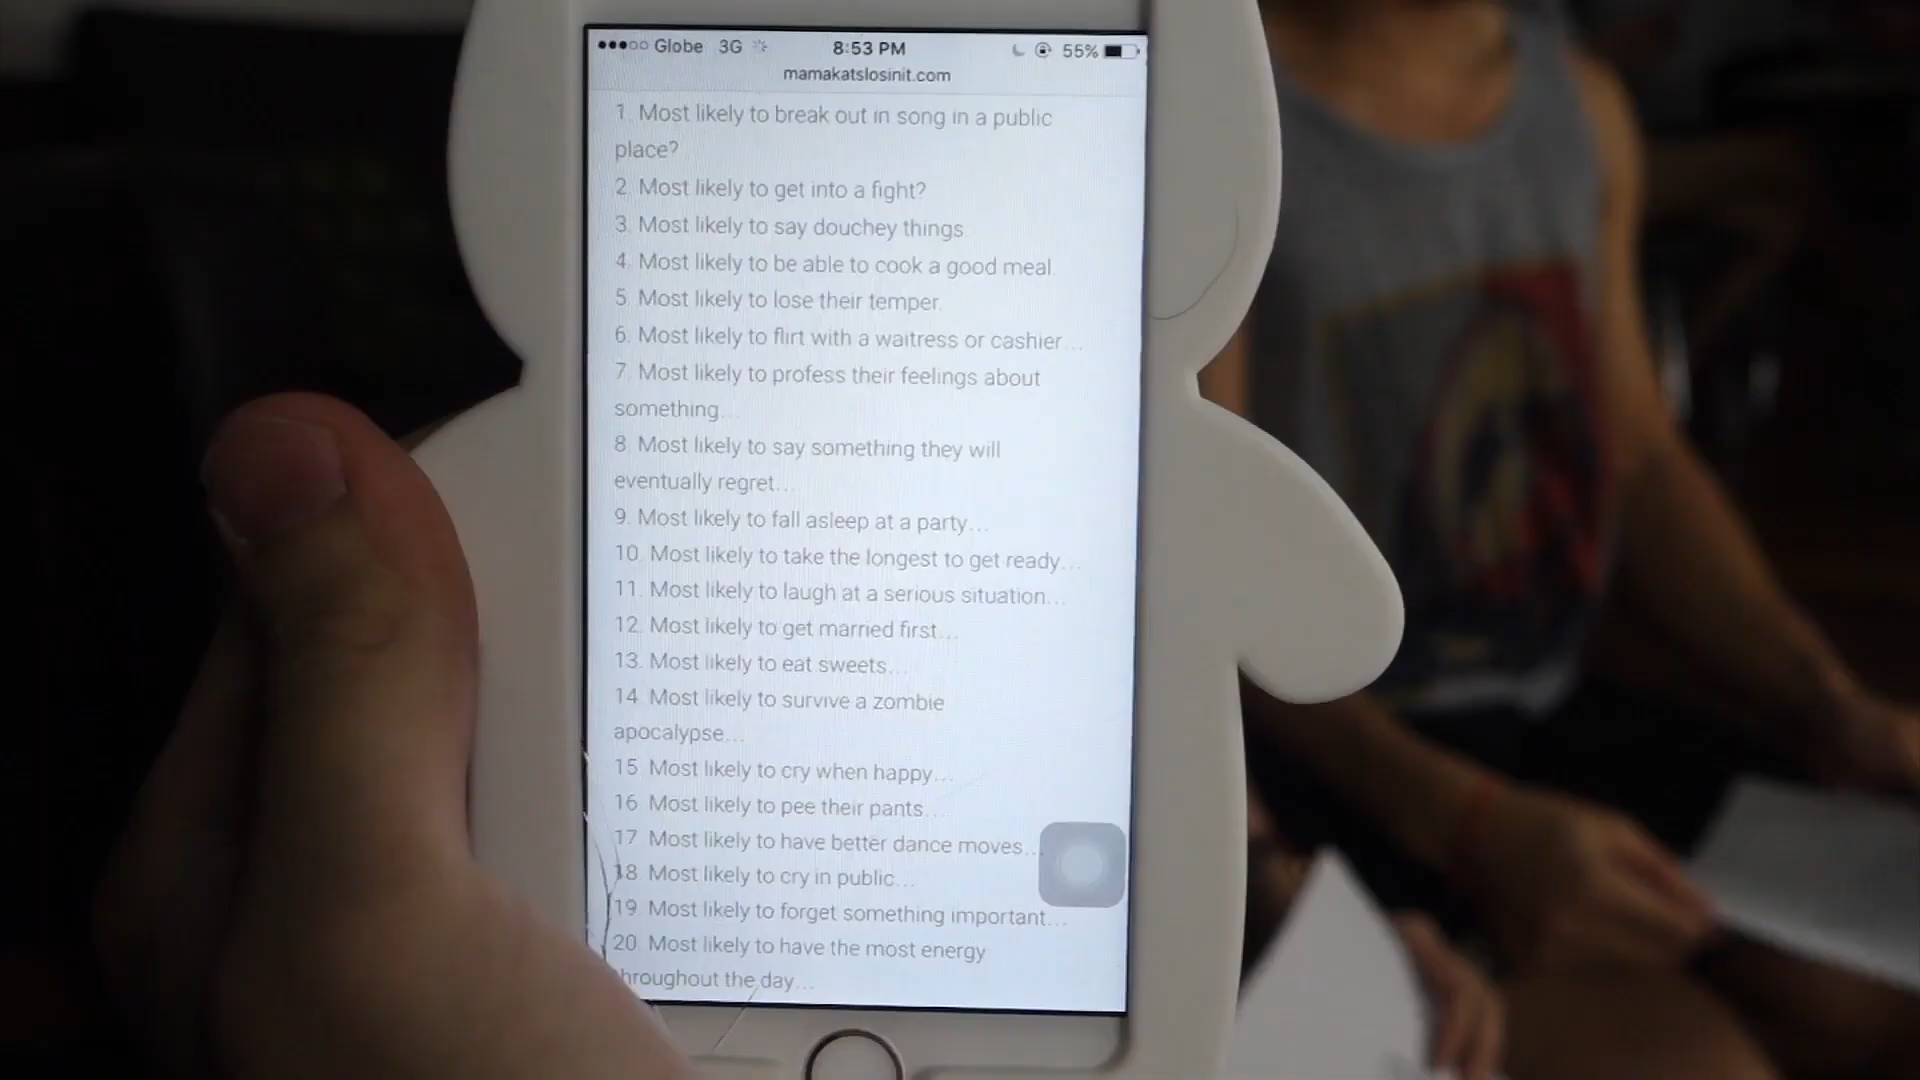 Globe 3G 8:53 PM 55%
mamakatslosinit.com
1. Most likely to break out in song in a public
place?
2. Most likely to get into a fight?
3. Most likely to say douchey things.
4. Most likely to be able to cook a good meal.
5. Most likely to lose their temper.
6. Most likely to flirt with a waitress or cashier...
7. Most likely to profess their feelings about
something...
8. Most likely to say something they will
eventually regret...
9. Most likely to fall asleep at a party...
10. Most likely to take the longest to get ready...
11. Most likely to laugh at a serious situation...
12. Most likely to get married first...
13. Most likely to eat sweets...
14. Most likely to survive a zombie
apocalypse...
15. Most likely to cry when happy...
16. Most likely to pee their pants...
17. Most likely to have better dance moves...
18. Most likely to cry in public...
19. Most likely to forget something important...
20. Most likely to have the most energy
throughout the day...